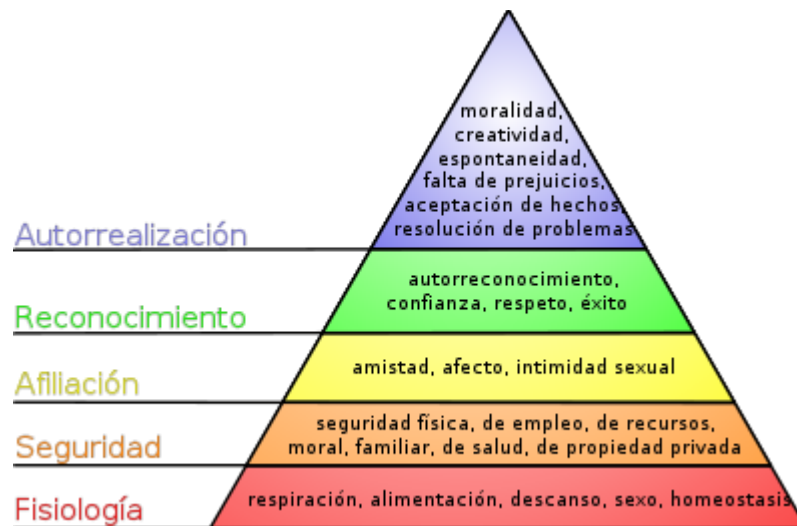 moralidad,
creatividad,
espontaneidad,
falta de prejuicios,
aceptación de hechos,
resolución de problemas
Autorrealización
autorreconocimiento,
confianza, respeto, éxito
Reconocimiento
amistad, afecto, intimidad sexual
Afiliación
seguridad física, de empleo, de recursos,
moral, familiar, de salud, de propiedad privada
Seguridad
respiración, alimentación, descanso, sexo, homeostasis
Fisiología